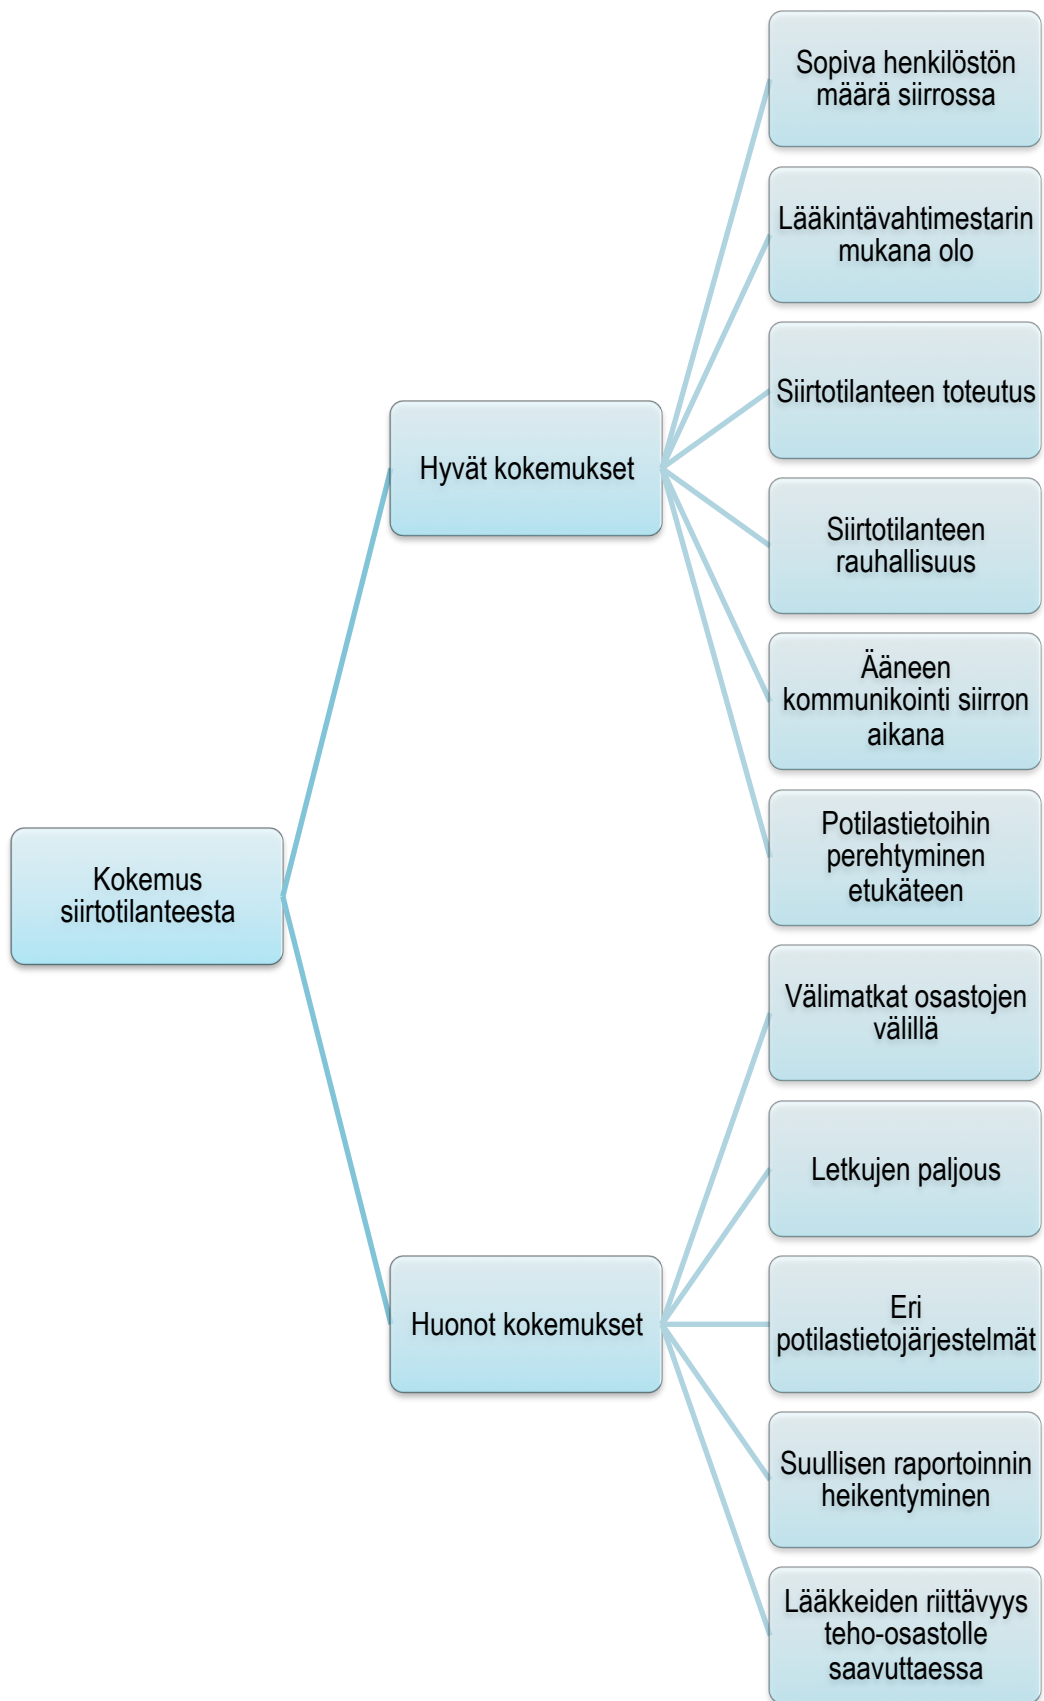 Kokemus
siirtotilanteesta
Hyvät kokemukset
Sopiva henkilöstön
määrä siirrossa
Lääkintävahtimestarin
mukana olo
Siirtotilanteen toteutus
Siirtotilanteen
rauhallisuus
Ääneen
kommunikointi siirron
aikana
Potilastietoihin
perehtyminen
etukäteen
Huonot kokemukset
Välimatkat osastojen
välillä
Letkujen paljous
Eri
potilastietojärjestelmät
Suullisen raportoinnin
heikentyminen
Lääkkeiden riittävyys
teho-osastolle
saavuttaessa